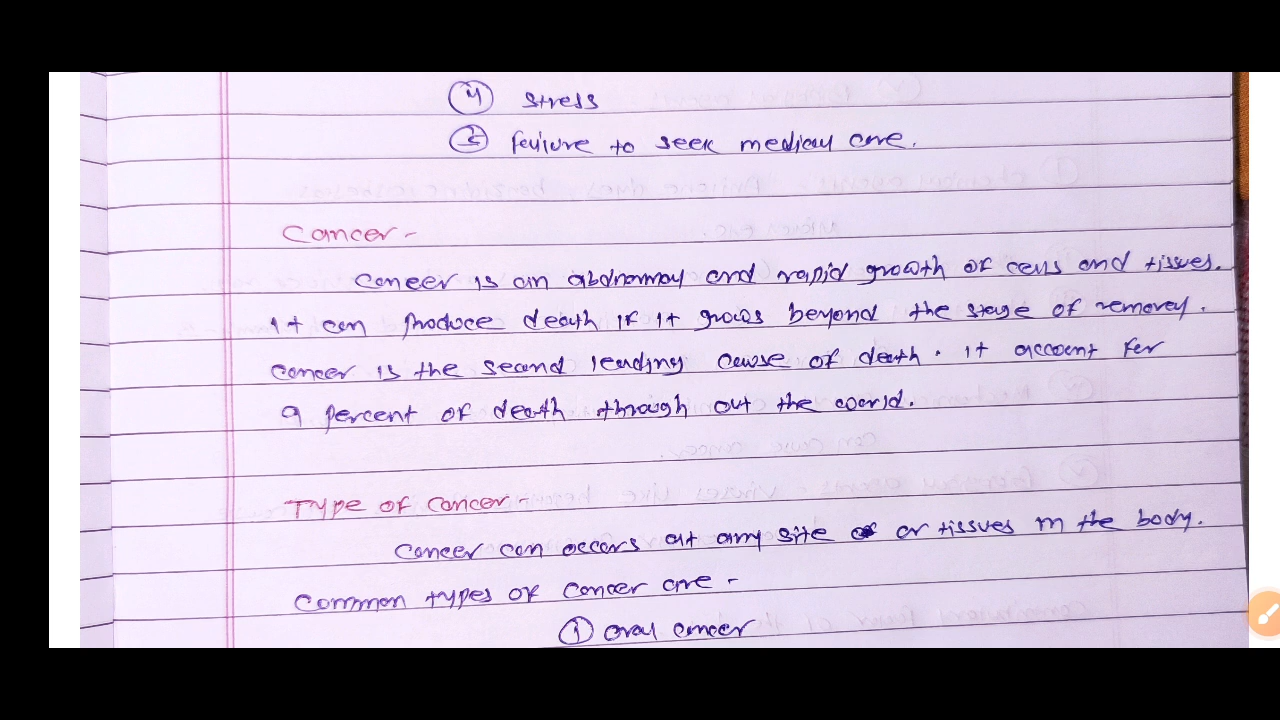 (4) stress
(5) failure to seek medical care.
Cancer -
Cancer is an abdnormal and rapid growth of cells and tissues.
it can produce death if it grows beyond the stage of removel.
cancer is the second leading cause of death. it account for
9 percent of death through out the world.
Type of cancer -
Cancer can occurs at any site or tissues in the body.
Common types of cancer are -
(1) oral cancer